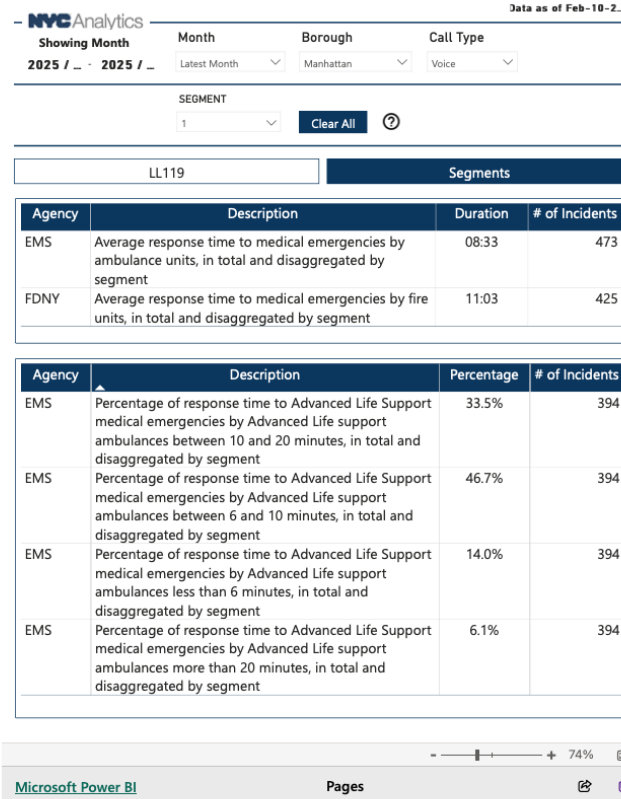 Data as of Feb-10-2...
NYC Analytics
Showing Month
2025 / ... - 2025 / ...
Month
Borough
Call Type
Latest Month
Manhattan
Voice
SEGMENT
1
Clear All
?
LL119
Segments
Agency Description Duration # of Incidents
EMS Average response time to medical emergencies by 08:33 473
ambulance units, in total and disaggregated by
segment
FDNY Average response time to medical emergencies by fire 11:03 425
units, in total and disaggregated by segment
Agency Description Percentage # of Incidents
EMS Percentage of response time to Advanced Life Support 33.5% 394
medical emergencies by Advanced Life support
ambulances between 10 and 20 minutes, in total and
disaggregated by segment
EMS Percentage of response time to Advanced Life Support 46.7% 394
medical emergencies by Advanced Life support
ambulances between 6 and 10 minutes, in total and
disaggregated by segment
EMS Percentage of response time to Advanced Life Support 14.0% 394
medical emergencies by Advanced Life support
ambulances less than 6 minutes, in total and
disaggregated by segment
EMS Percentage of response time to Advanced Life Support 6.1% 394
medical emergencies by Advanced Life support
ambulances more than 20 minutes, in total and
disaggregated by segment
- + 74%
Microsoft Power BI
Pages